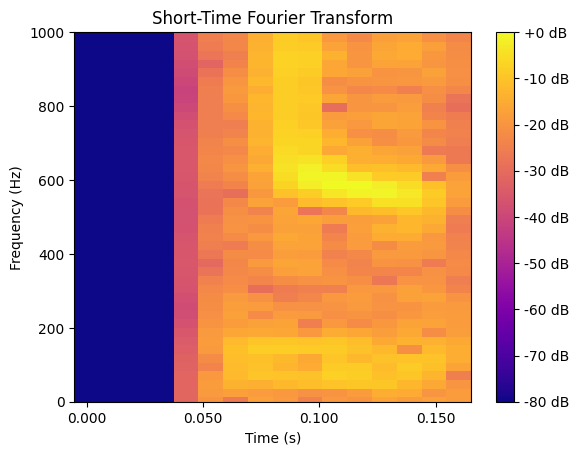 Short-Time Fourier Transform
Frequency (Hz)
1000
800
600
400
200
0
0.000
0.050
0.100
0.150
Time (s)
+0 dB
-10 dB
-20 dB
-30 dB
-40 dB
-50 dB
-60 dB
-70 dB
-80 dB